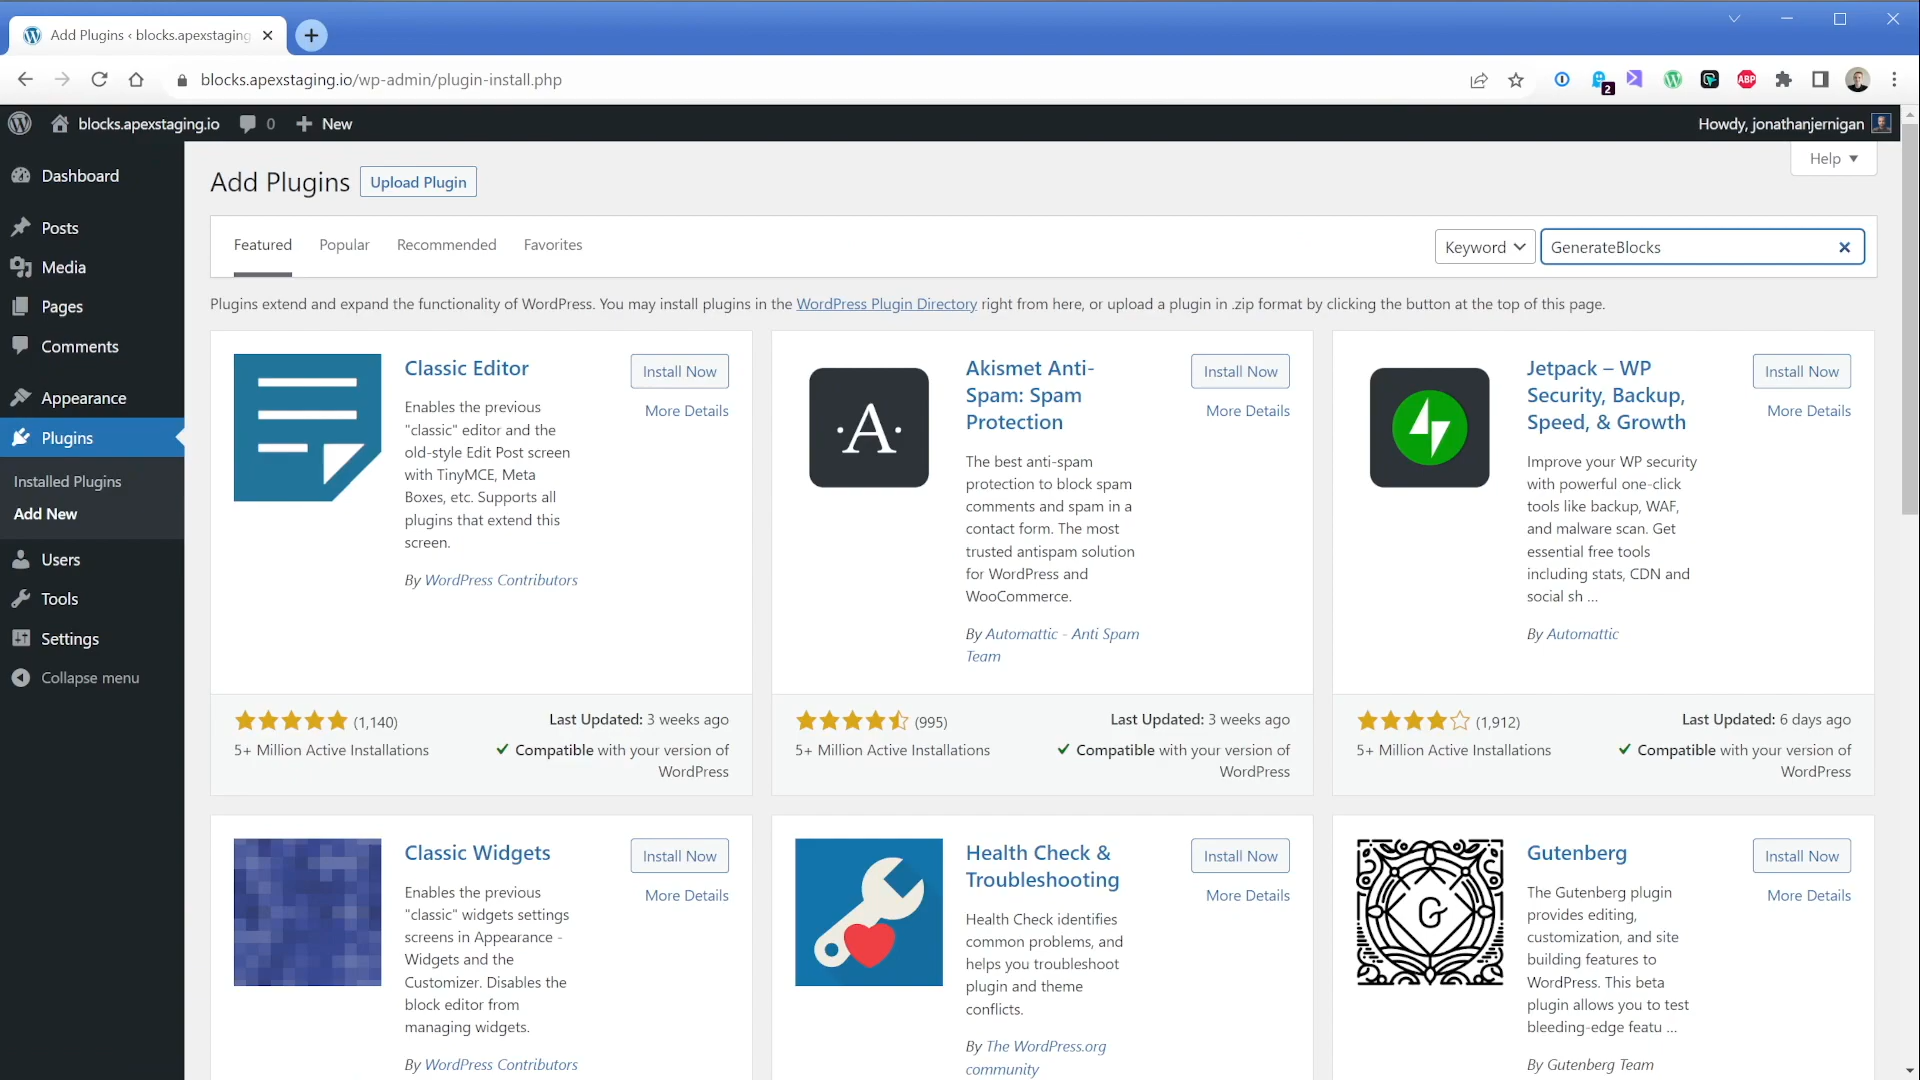 Add Plugins ‹ blocks.apexstaging
blocks.apexstaging.io/wp-admin/plugin-install.php
2
ABP
blocks.apexstaging.io
0
New
Howdy, jonathanjernigan
Help
Dashboard
Posts
Media
Pages
Comments
Appearance
Plugins
Installed Plugins
Add New
Users
Tools
Settings
Collapse menu
Add Plugins
Upload Plugin
Featured
Popular
Recommended
Favorites
Keyword
GenerateBlocks
Plugins extend and expand the functionality of WordPress. You may install plugins in the WordPress Plugin Directory right from here, or upload a plugin in .zip format by clicking the button at the top of this page.
Classic Editor
Install Now
More Details
Enables the previous
"classic" editor and the
old-style Edit Post screen
with TinyMCE, Meta
Boxes, etc. Supports all
plugins that extend this
screen.
By WordPress Contributors
(1,140)
5+ Million Active Installations
Last Updated: 3 weeks ago
Compatible with your version of
WordPress
·A·
Akismet Anti-
Spam: Spam
Protection
Install Now
More Details
The best anti-spam
protection to block spam
comments and spam in a
contact form. The most
trusted antispam solution
for WordPress and
WooCommerce.
By Automattic - Anti Spam
Team
(995)
5+ Million Active Installations
Last Updated: 3 weeks ago
Compatible with your version of
WordPress
Jetpack – WP
Security, Backup,
Speed, & Growth
Install Now
More Details
Improve your WP security
with powerful one-click
tools like backup, WAF,
and malware scan. Get
essential free tools
including stats, CDN and
social sh ...
By Automattic
(1,912)
5+ Million Active Installations
Last Updated: 6 days ago
Compatible with your version of
WordPress
Classic Widgets
Install Now
More Details
Enables the previous
"classic" widgets settings
screens in Appearance -
Widgets and the
Customizer. Disables the
block editor from
managing widgets.
By WordPress Contributors
Health Check &
Troubleshooting
Install Now
More Details
Health Check identifies
common problems, and
helps you troubleshoot
plugin and theme
conflicts.
By The WordPress.org
community
G
Gutenberg
Install Now
More Details
The Gutenberg plugin
provides editing,
customization, and site
building features to
WordPress. This beta
plugin allows you to test
bleeding-edge featu ...
By Gutenberg Team